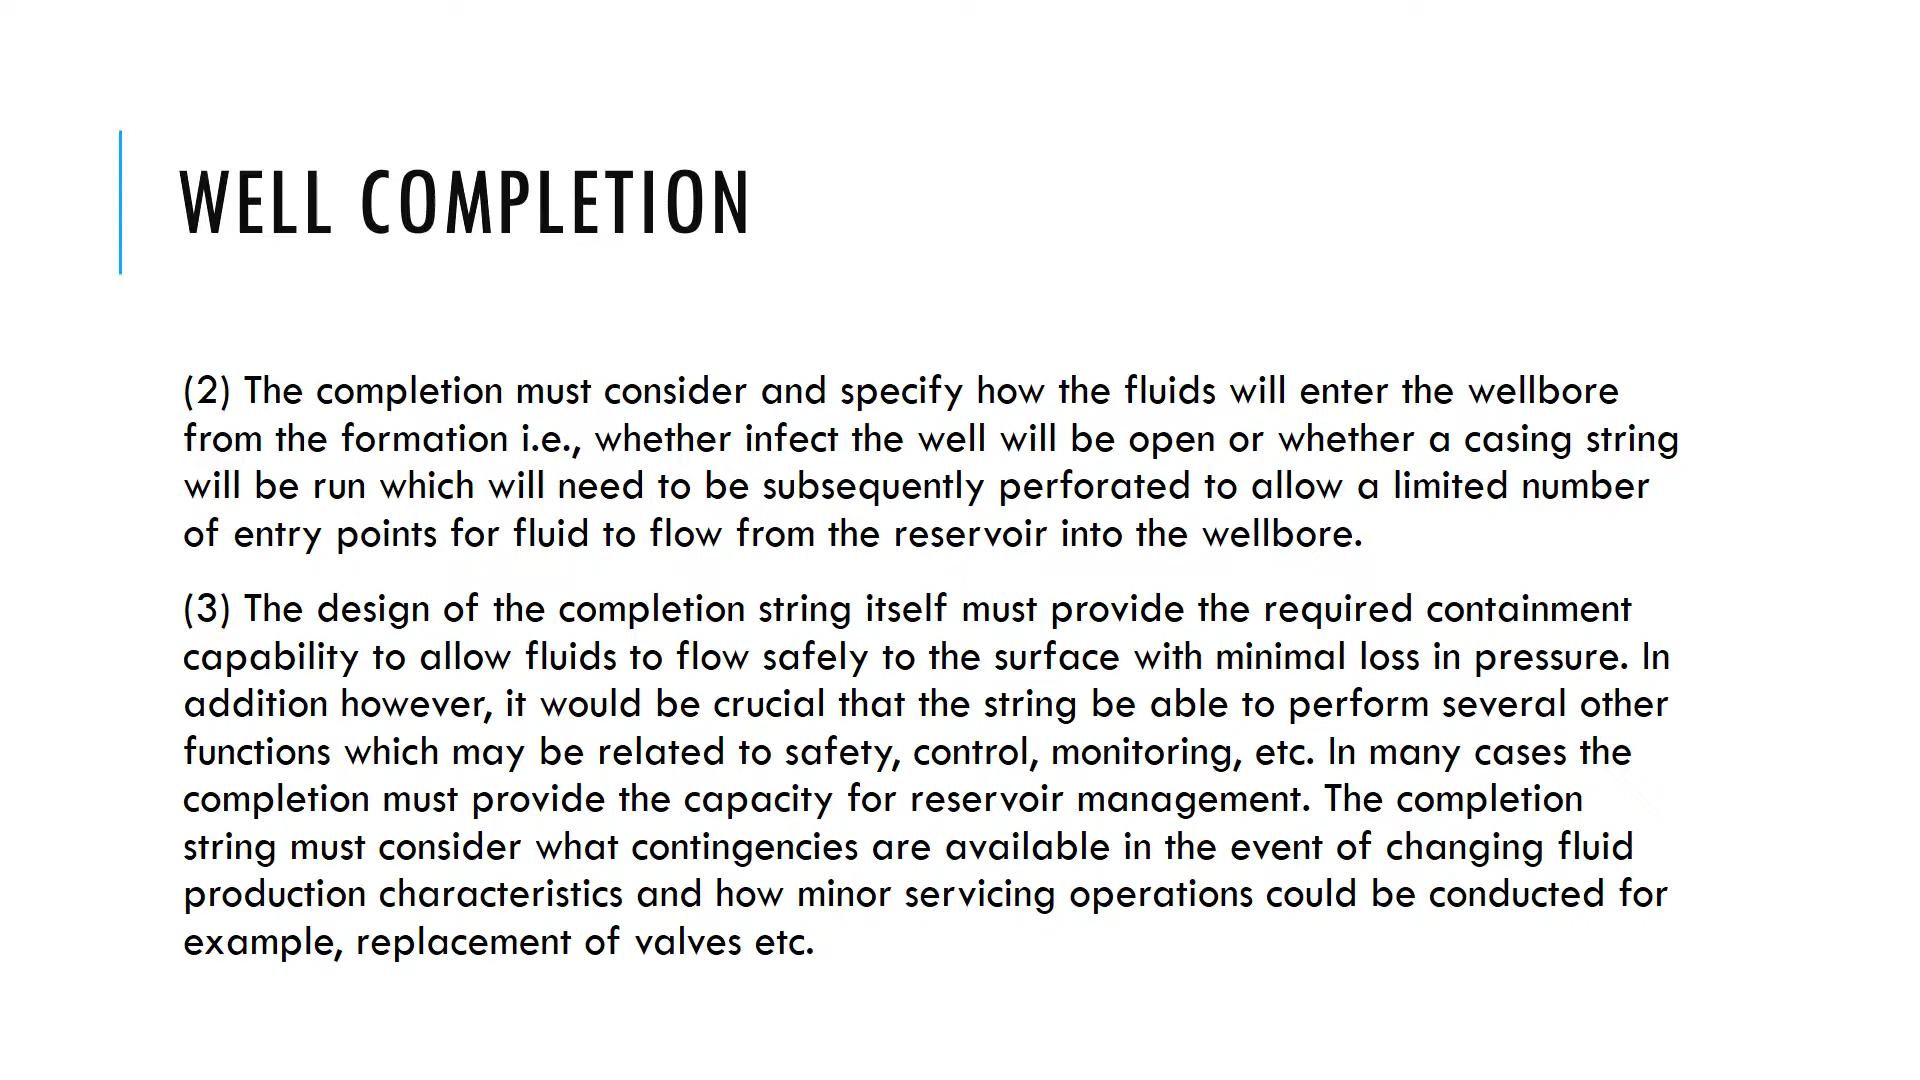 WELL COMPLETION
(2) The completion must consider and specify how the fluids will enter the wellbore
from the formation i.e., whether infect the well will be open or whether a casing string
will be run which will need to be subsequently perforated to allow a limited number
of entry points for fluid to flow from the reservoir into the wellbore.
(3) The design of the completion string itself must provide the required containment
capability to allow fluids to flow safely to the surface with minimal loss in pressure. In
addition however, it would be crucial that the string be able to perform several other
functions which may be related to safety, control, monitoring, etc. In many cases the
completion must provide the capacity for reservoir management. The completion
string must consider what contingencies are available in the event of changing fluid
production characteristics and how minor servicing operations could be conducted for
example, replacement of valves etc.